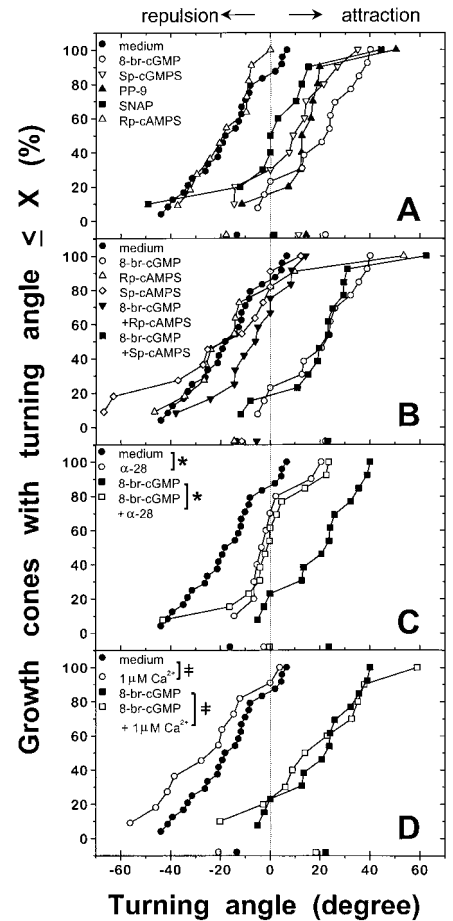 repulsion attraction
medium
8-br-cGMP
Sp-cGMPS
PP-9
SNAP
Rp-cAMPS
100
80
60
40
20
0
A
medium
8-br-cGMP
Rp-cAMPS
Sp-cAMPS
8-br-cGMP
+Rp-cAMPS
8-br-cGMP
+Sp-cAMPS
100
80
60
40
20
0
B
medium
α-28 *
8-br-cGMP
8-br-cGMP *
+ α-28
100
80
60
40
20
0
C
medium
1μM Ca²⁺ ‡
8-br-cGMP
8-br-cGMP ‡
+ 1μM Ca²⁺
100
80
60
40
20
0
D
-60 -40 -20 0 20 40 60
Turning angle (degree)
Growth cones with turning angle ≤ X (%)